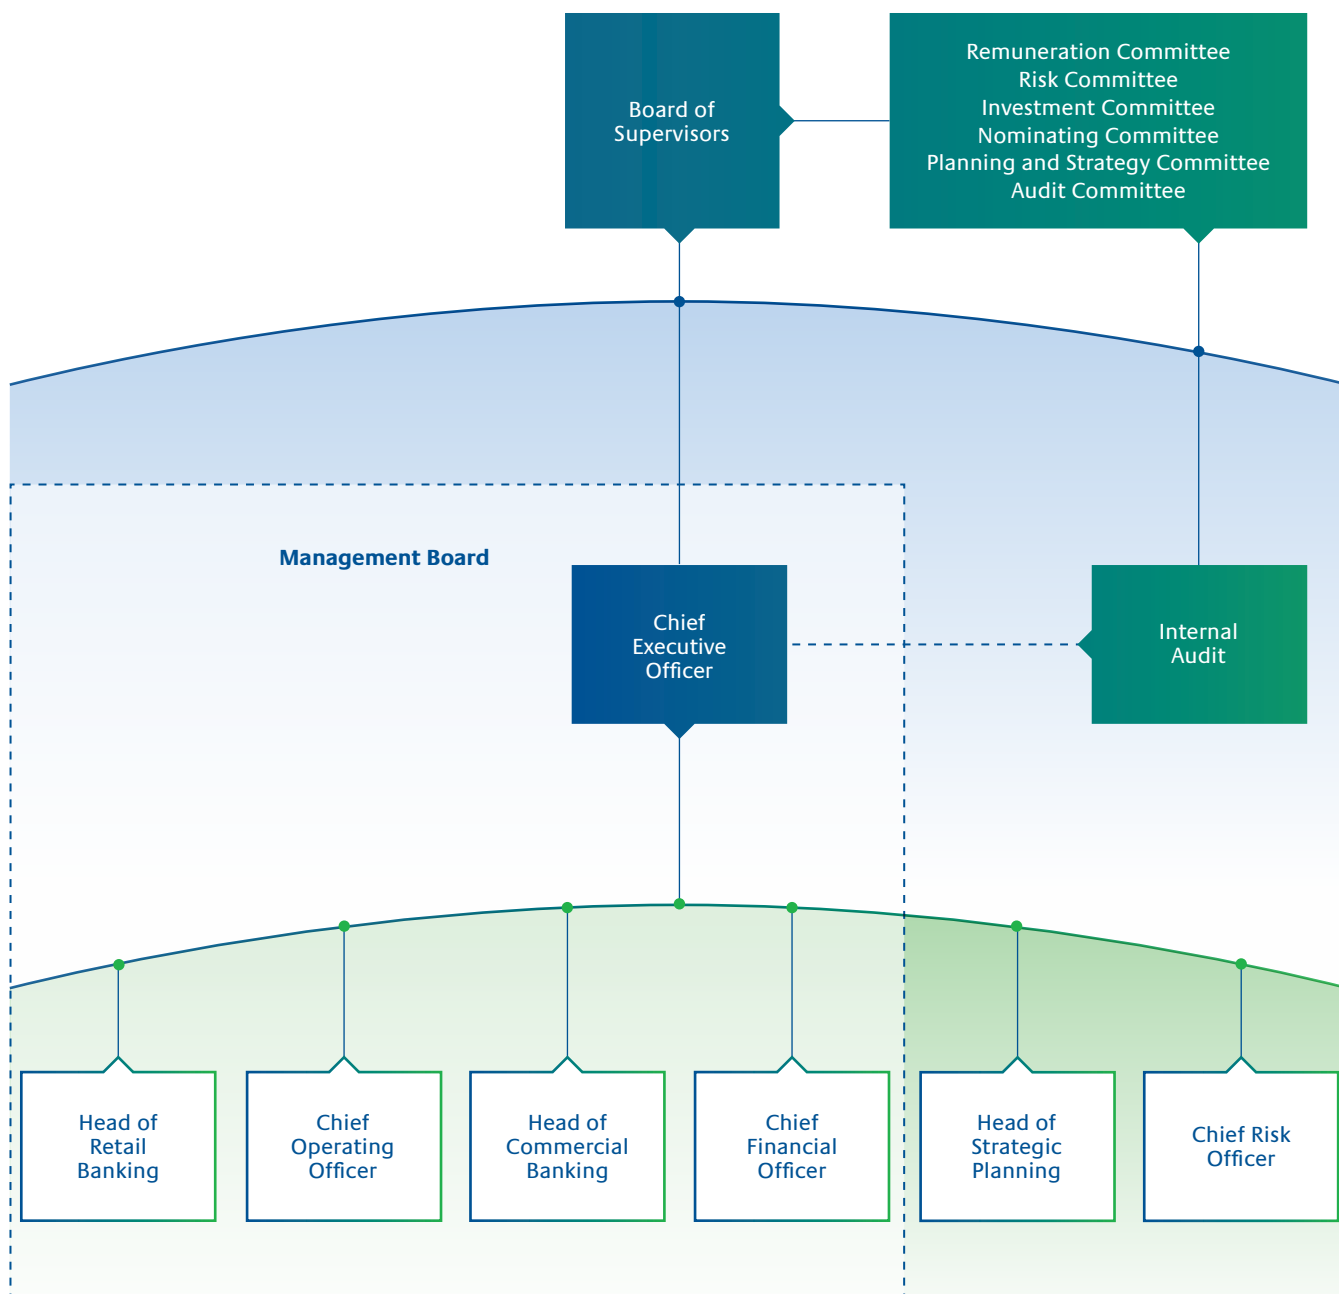 Board of
Supervisors
Remuneration Committee
Risk Committee
Investment Committee
Nominating Committee
Planning and Strategy Committee
Audit Committee
Management Board
Chief
Executive
Officer
Internal
Audit
Head of
Retail
Banking
Chief
Operating
Officer
Head of
Commercial
Banking
Chief
Financial
Officer
Head of
Strategic
Planning
Chief Risk
Officer